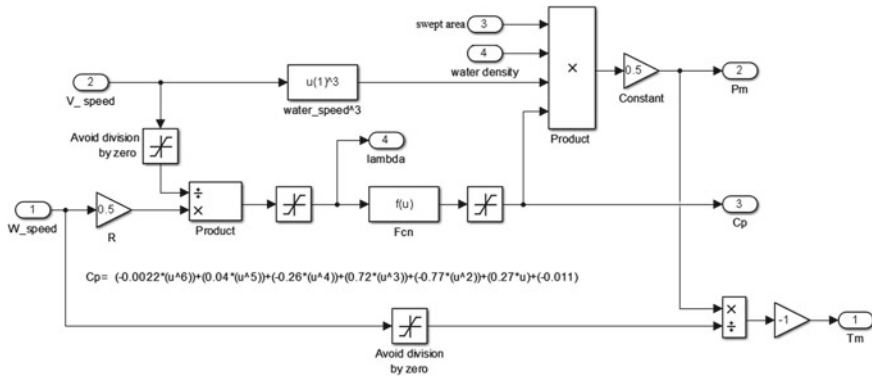 swept area
3
4
water density
×
Product
0.5
Constant
2
Pm
2
V_ speed
u(1)^3
water_speed^3
Avoid division
by zero
4
lambda
1
W_speed
0.5
R
÷
×
Product
f(u)
Fcn
3
Cp
Cp= (-0.0022*(u^6))+(0.04*(u^5))+(-0.26*(u^4))+(0.72*(u^3))+(-0.77*(u^2))+(0.27*u)+(-0.011)
Avoid division
by zero
×
÷
-1
1
Tm